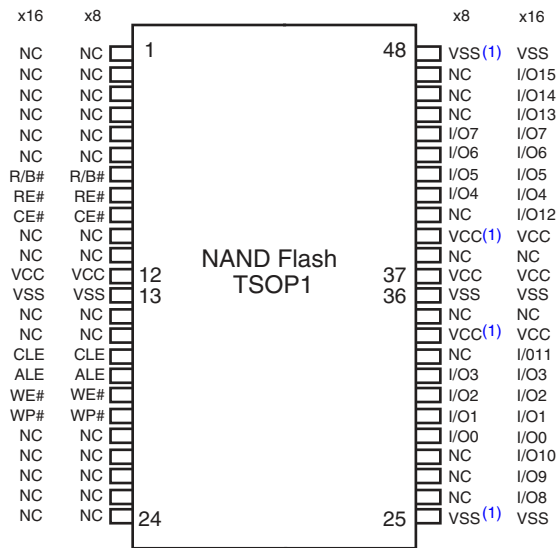 x16 x8 x8 x16
NC NC 1 48 VSS(1) VSS
NC NC NC I/O15
NC NC NC I/O14
NC NC NC I/O13
NC NC I/O7 I/O7
NC NC I/O6 I/O6
R/B# R/B# I/O5 I/O5
RE# RE# I/O4 I/O4
CE# CE# NC I/O12
NC NC VCC(1) VCC
NC NC NAND Flash NC NC
VCC VCC 12 TSOP1 37 VCC VCC
VSS VSS 13 36 VSS VSS
NC NC NC NC
NC NC VCC(1) VCC
CLE CLE NC I/011
ALE ALE I/O3 I/O3
WE# WE# I/O2 I/O2
WP# WP# I/O1 I/O1
NC NC I/O0 I/O0
NC NC NC I/O10
NC NC NC I/O9
NC NC NC I/O8
NC NC 24 25 VSS(1) VSS